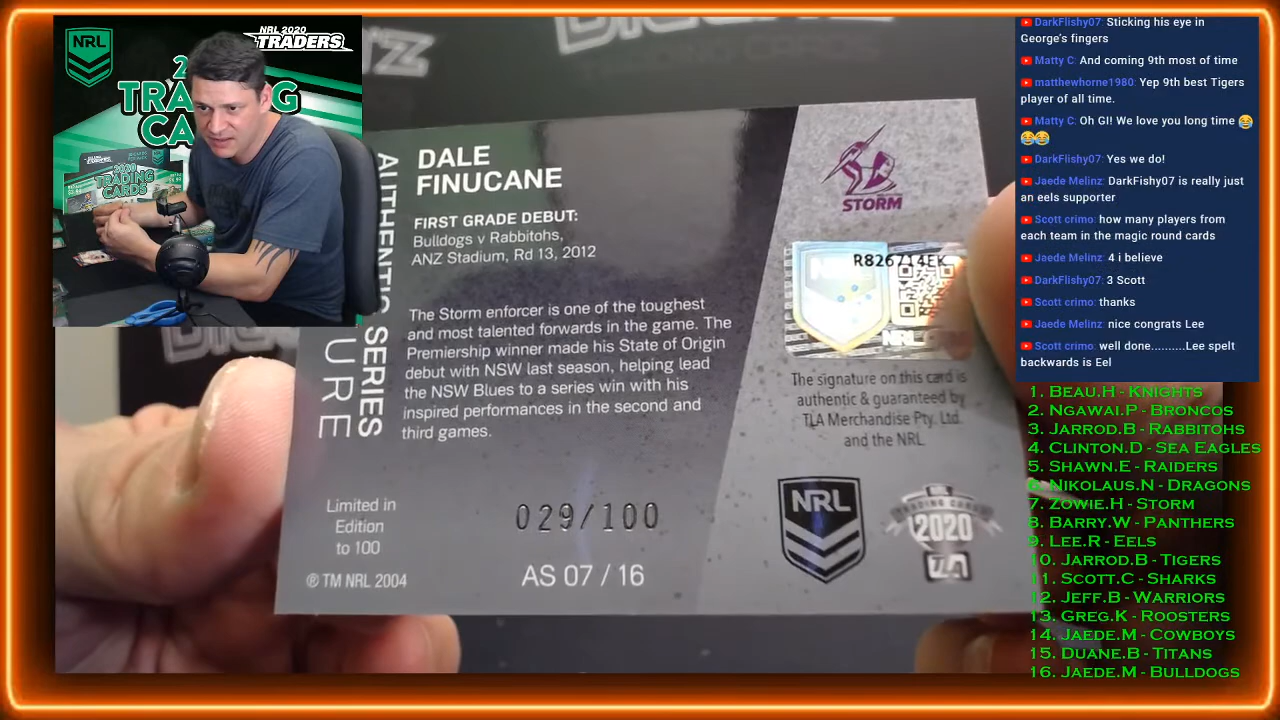 NRL
NRL 2020
TRADERS
TRADING
CARDS
AUTHENTIC SERIES
URE
DALE
FINUCANE
FIRST GRADE DEBUT:
Bulldogs v Rabbitohs,
ANZ Stadium, Rd 13, 2012
The Storm enforcer is one of the toughest
and most talented forwards in the game. The
Premiership winner made his State of Origin
debut with NSW last season, helping lead
the NSW Blues to a series win with his
inspired performances in the second and
third games.
Limited in
Edition
to 100
029/100
® TM NRL 2004
AS 07 / 16
STORM
R826714EK
The signature on this card is
authentic & guaranteed by
TLA Merchandise Pty. Ltd.
and the NRL
NRL
TRADING CARDS
2020
DarkFlishy07: Sticking his eye in
George's fingers
Matty C: And coming 9th most of time
matthewhorne1980: Yep 9th best Tigers
player of all time.
Matty C: Oh GI! We love you long time 😂
😂😂
DarkFlishy07: Yes we do!
Jaede Melinz: DarkFlishy07 is really just
an eels supporter
Scott crimo: how many players from
each team in the magic round cards
Jaede Melinz: 4 i believe
DarkFlishy07: 3 Scott
Scott crimo: thanks
Jaede Melinz: nice congrats Lee
Scott crimo: well done..........Lee spelt
backwards is Eel
1. Beau.H - Knights
2. Ngawai.P - Broncos
3. Jarrod.B - Rabbitohs
4. Clinton.D - Sea Eagles
5. Shawn.E - Raiders
6. Nikolaus.N - Dragons
7. Zowie.H - Storm
8. Barry.W - Panthers
9. Lee.R - Eels
10. Jarrod.B - Tigers
11. Scott.C - Sharks
12. Jeff.B - Warriors
13. Greg.K - Roosters
14. Jaede.M - Cowboys
15. Duane.B - Titans
16. Jaede.M - Bulldogs